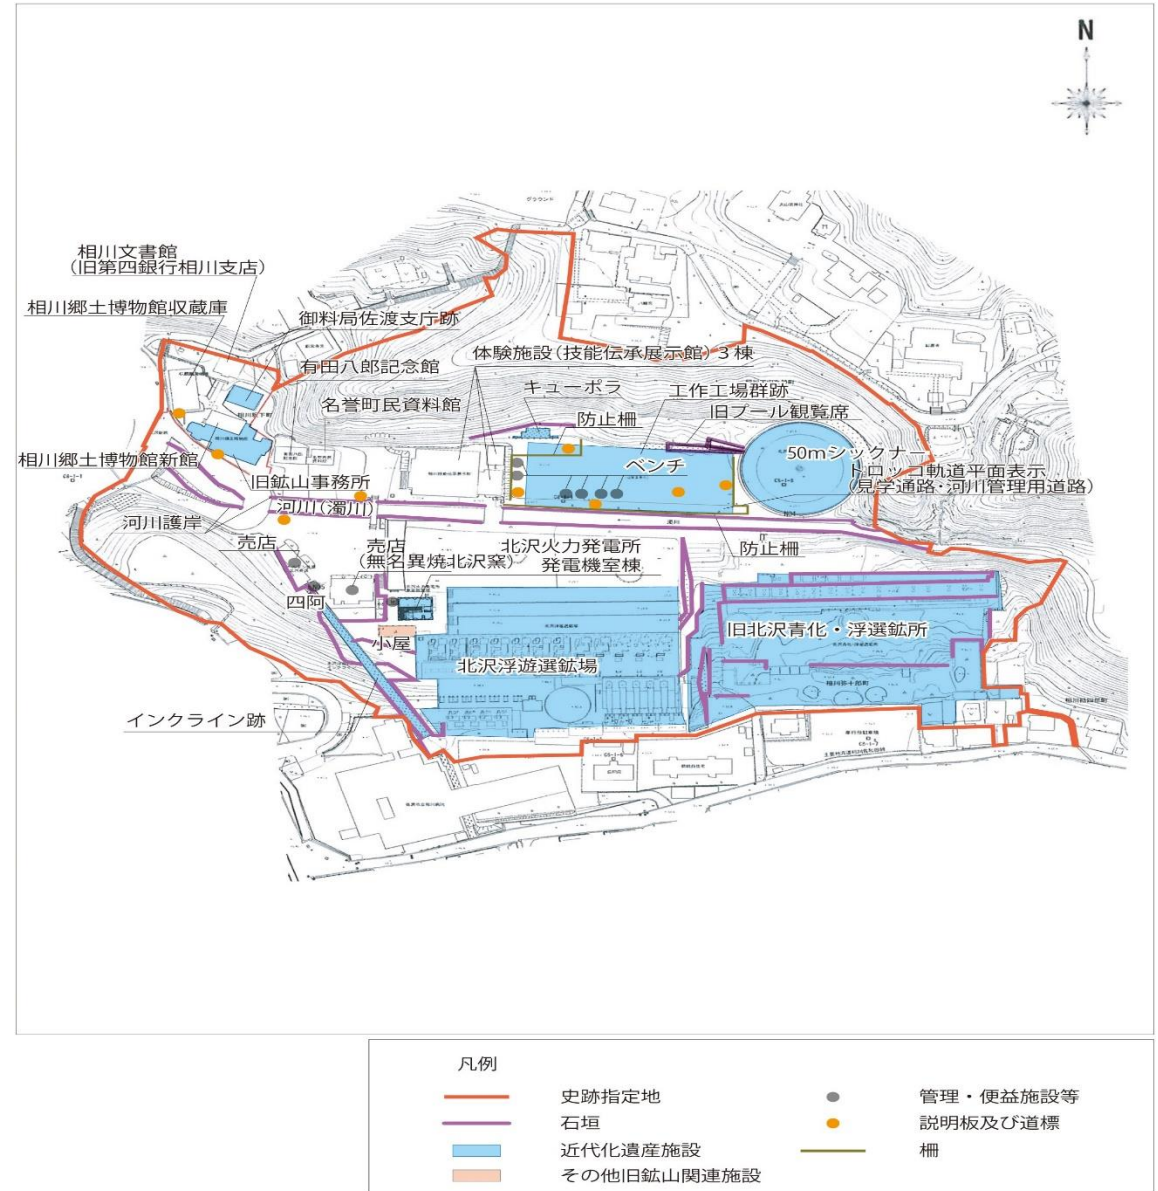 N
グラウンド
相川文書館
(旧第四銀行相川支店)
相川郷土博物館収蔵庫
御料局佐渡支庁跡
体験施設(技能伝承展示館)3棟
有田八郎記念館
キューポラ
工作工場群跡
名誉町民資料館
防止柵
旧プール観覧席
相川郷土博物館新館
ベンチ
50mシックナー
トロッコ軌道平面表示
(見学通路・河川管理用道路)
旧鉱山事務所
河川(濁川)
河川護岸
売店
売店
(無名異焼北沢窯)
北沢火力発電所
発電機室棟
防止柵
四阿
小屋
旧北沢青化・浮選鉱所
北沢浮遊選鉱場
インクライン跡
凡例
史跡指定地
管理・便益施設等
石垣
説明板及び道標
近代化遺産施設
柵
その他旧鉱山関連施設